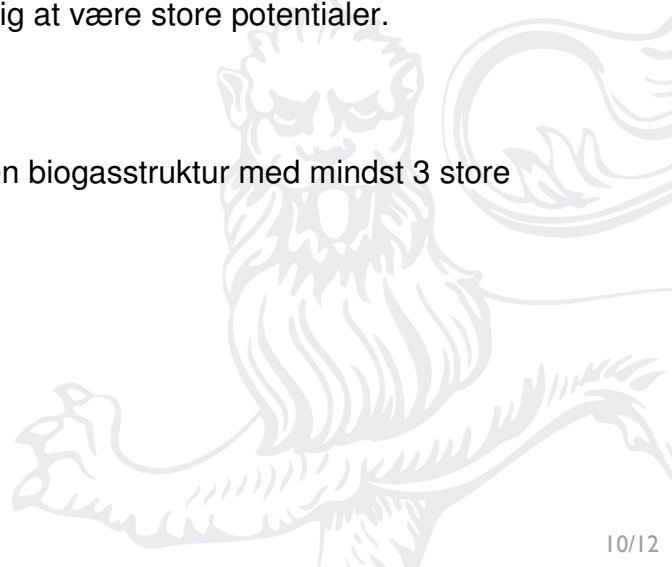 ig at være store potentialer.
n biogasstruktur med mindst 3 store
10/12